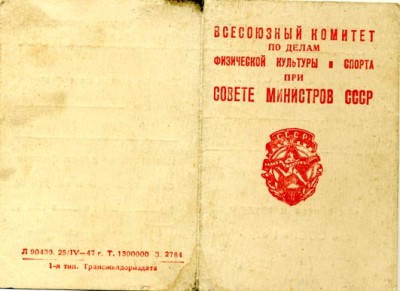 ВСЕСОЮЗНЫЙ КОМИТЕТ
ПО ДЕЛАМ
ФИЗИЧЕСКОЙ КУЛЬТУРЫ и СПОРТА
ПРИ
СОВЕТЕ МИНИСТРОВ СССР
СССР
Л 90439. 25/IV—47 г. Т. 1300000 З. 2764
1-я тип. Трансжелдориздата